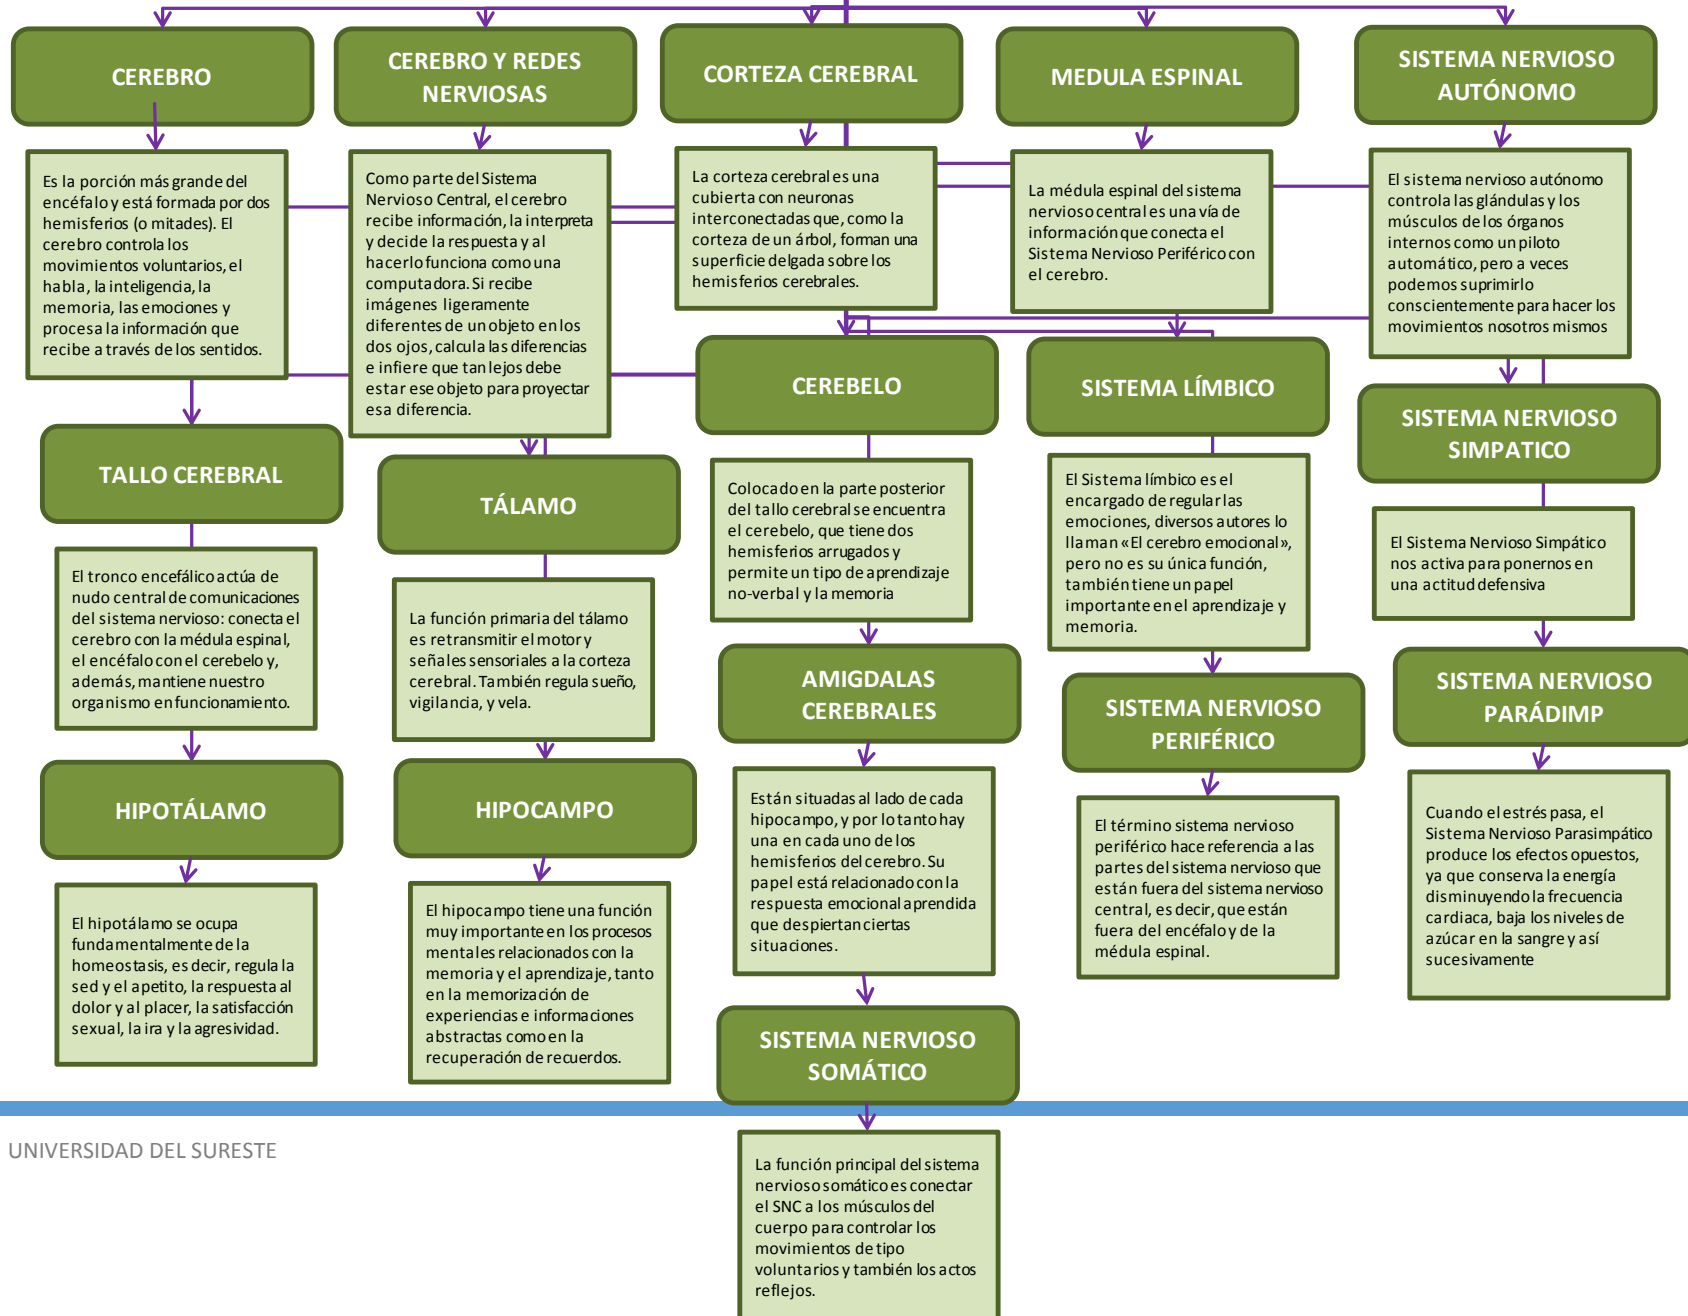 CEREBRO
Es la porción más grande del
encéfalo y está formada por dos
hemisferios (o mitades). El
cerebro controla los
movimientos voluntarios, el
habla, la inteligencia, la
memoria, las emociones y
procesa la información que
recibe a través de los sentidos.
CEREBRO Y REDES
NERVIOSAS
Como parte del Sistema
Nervioso Central, el cerebro
recibe información, la interpreta
y decide la respuesta y al
hacerlo funciona como una
computadora. Si recibe
imágenes ligeramente
diferentes de un objeto en los
dos ojos, calcula las diferencias
e infiere que tan lejos debe
estar ese objeto para proyectar
esa diferencia.
CORTEZA CEREBRAL
La corteza cerebral es una
cubierta con neuronas
interconectadas que, como la
corteza de un árbol, forman una
superficie delgada sobre los
hemisferios cerebrales.
MEDULA ESPINAL
La médula espinal del sistema
nervioso central es una vía de
información que conecta el
Sistema Nervioso Periférico con
el cerebro.
SISTEMA NERVIOSO
AUTÓNOMO
El sistema nervioso autónomo
controla las glándulas y los
músculos de los órganos
internos como un piloto
automático, pero a veces
podemos suprimirlo
conscientemente para hacer los
movimientos nosotros mismos
TALLO CEREBRAL
El tronco encefálico actúa de
nudo central de comunicaciones
del sistema nervioso: conecta el
cerebro con la médula espinal,
el encéfalo con el cerebelo y,
además, mantiene nuestro
organismo en funcionamiento.
TÁLAMO
La función primaria del tálamo
es retransmitir el motor y
señales sensoriales a la corteza
cerebral. También regula sueño,
vigilancia, y vela.
CEREBELO
Colocado en la parte posterior
del tallo cerebral se encuentra
el cerebelo, que tiene dos
hemisferios arrugados y
permite un tipo de aprendizaje
no-verbal y la memoria
SISTEMA LÍMBICO
El Sistema límbico es el
encargado de regular las
emociones, diversos autores lo
llaman «El cerebro emocional»,
pero no es su única función,
también tiene un papel
importante en el aprendizaje y
memoria.
SISTEMA NERVIOSO
SIMPATICO
El Sistema Nervioso Simpático
nos activa para ponernos en
una actitud defensiva
HIPOTÁLAMO
El hipotálamo se ocupa
fundamentalmente de la
homeostasis, es decir, regula la
sed y el apetito, la respuesta al
dolor y al placer, la satisfacción
sexual, la ira y la agresividad.
HIPOCAMPO
El hipocampo tiene una función
muy importante en los procesos
mentales relacionados con la
memoria y el aprendizaje, tanto
en la memorización de
experiencias e informaciones
abstractas como en la
recuperación de recuerdos.
AMIGDALAS
CEREBRALES
Están situadas al lado de cada
hipocampo, y por lo tanto hay
una en cada uno de los
hemisferios del cerebro. Su
papel está relacionado con la
respuesta emocional aprendida
que despiertan ciertas
situaciones.
SISTEMA NERVIOSO
PERIFÉRICO
El término sistema nervioso
periférico hace referencia a las
partes del sistema nervioso que
están fuera del sistema nervioso
central, es decir, que están
fuera del encéfalo y de la
médula espinal.
SISTEMA NERVIOSO
PARÁDIMP
Cuando el estrés pasa, el
Sistema Nervioso Parasimpático
produce los efectos opuestos,
ya que conserva la energía
disminuyendo la frecuencia
cardiaca, baja los niveles de
azúcar en la sangre y así
sucesivamente
SISTEMA NERVIOSO
SOMÁTICO
La función principal del sistema
nervioso somático es conectar
el SNC a los músculos del
cuerpo para controlar los
movimientos de tipo
voluntarios y también los actos
reflejos.
UNIVERSIDAD DEL SURESTE